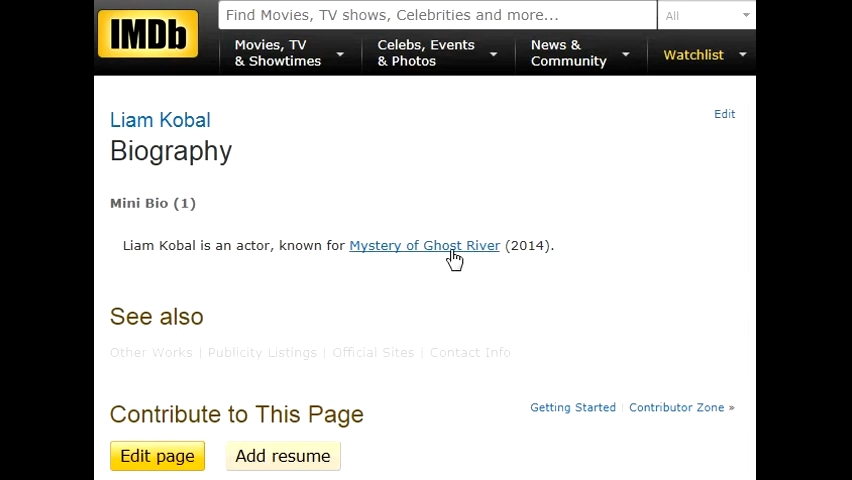 IMDb
Find Movies, TV shows, Celebrities and more...
All
Movies, TV
& Showtimes
Celebs, Events
& Photos
News &
Community
Watchlist
Liam Kobal
Edit
Biography
Mini Bio (1)
Liam Kobal is an actor, known for Mystery of Ghost River (2014).
See also
Other Works | Publicity Listings | Official Sites | Contact Info
Contribute to This Page
Getting Started | Contributor Zone »
Edit page
Add resume